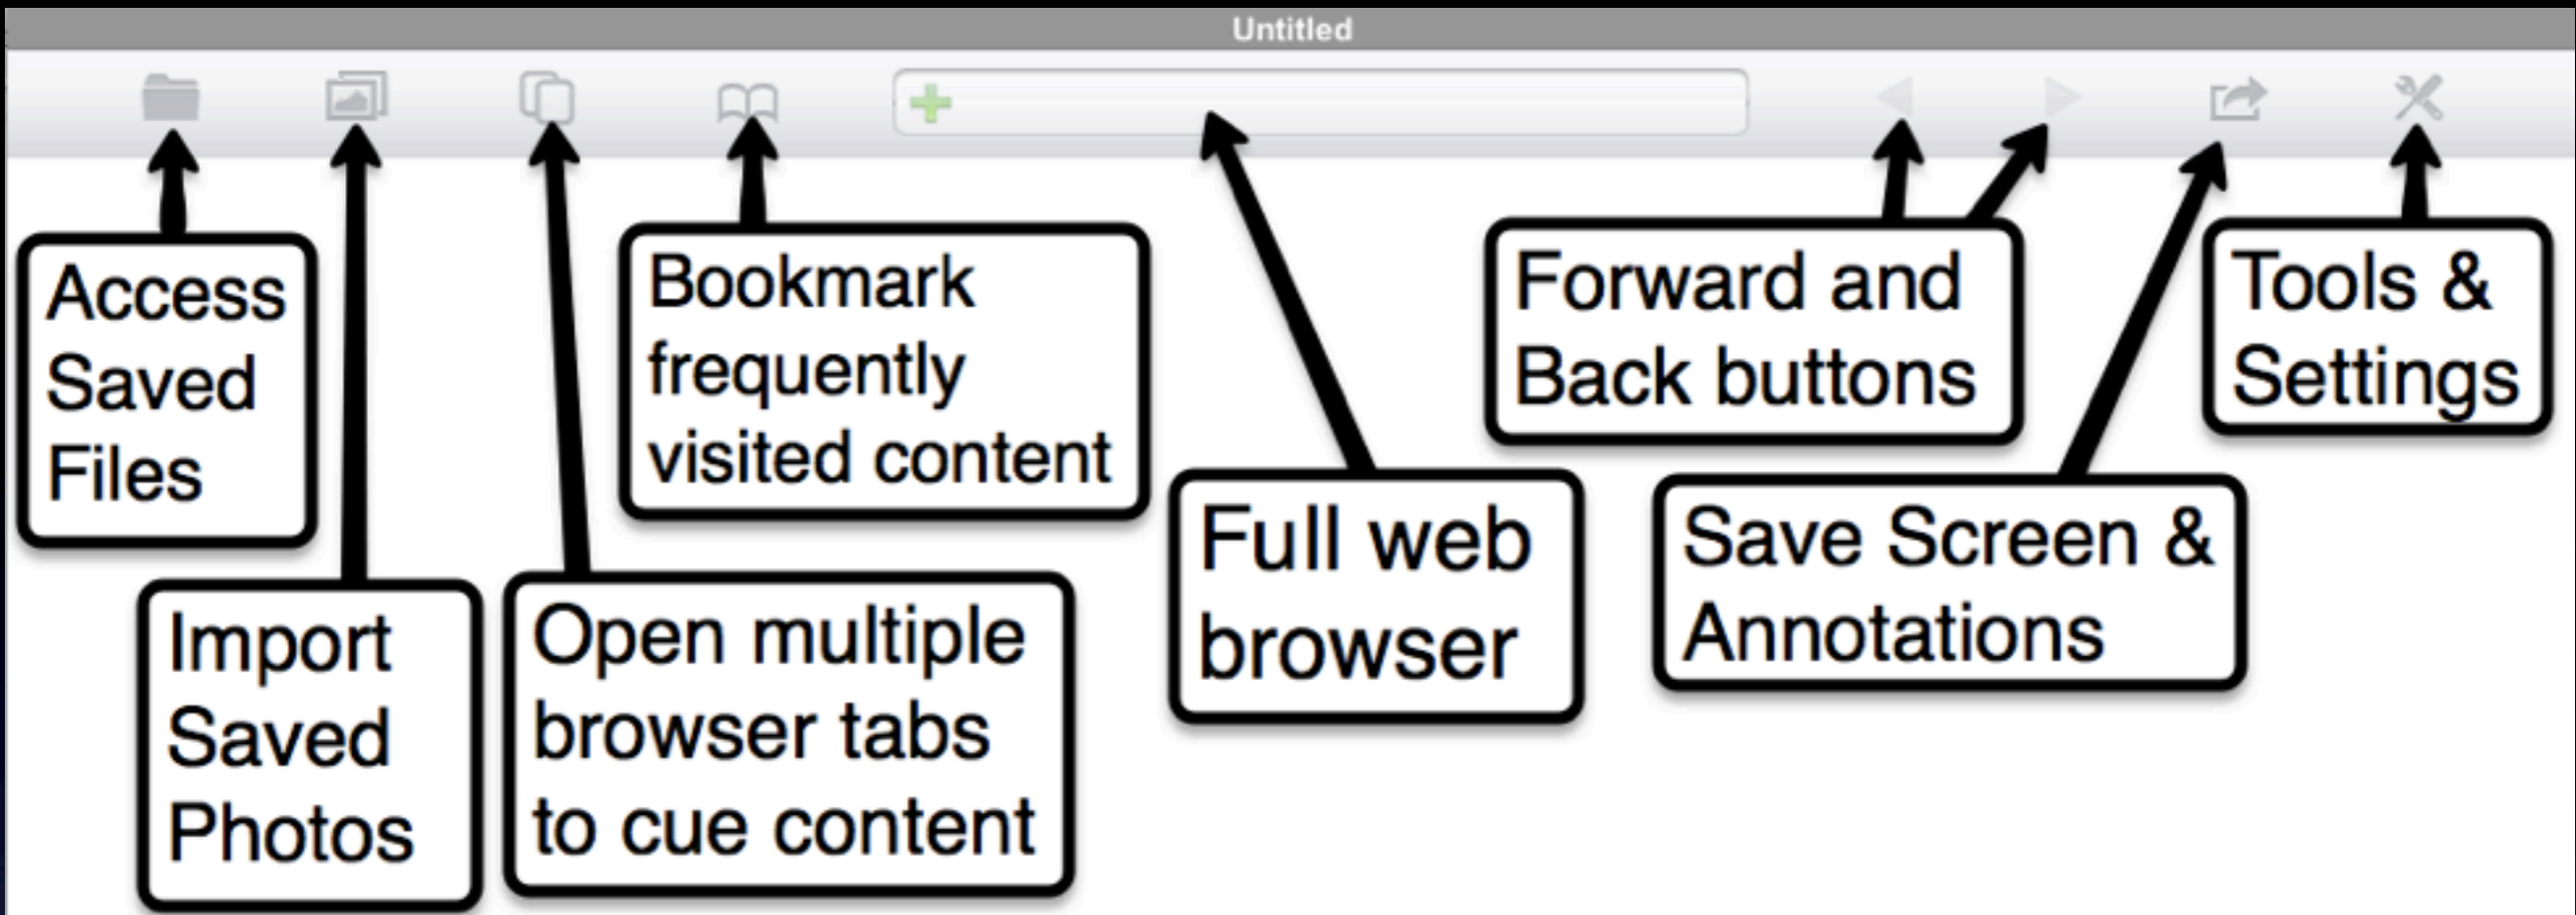 Untitled
Access
Saved
Files
Import
Saved
Photos
Open multiple
browser tabs
to cue content
Bookmark
frequently
visited content
Full web
browser
Forward and
Back buttons
Save Screen &
Annotations
Tools &
Settings